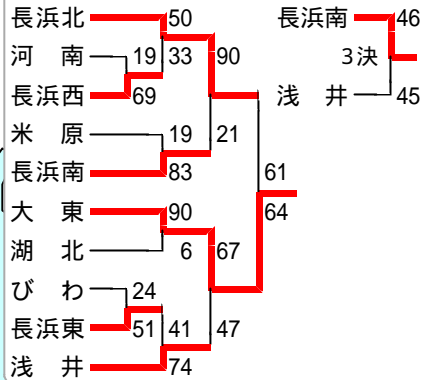 長浜北 50 長浜南 46
河 南 19 33 90 3決
長浜西 69 浅 井 45
米 原 19 21
長浜南 83 61
大 東 90 64
湖 北 6 67
び わ 24
長浜東 51 41 47
浅 井 74